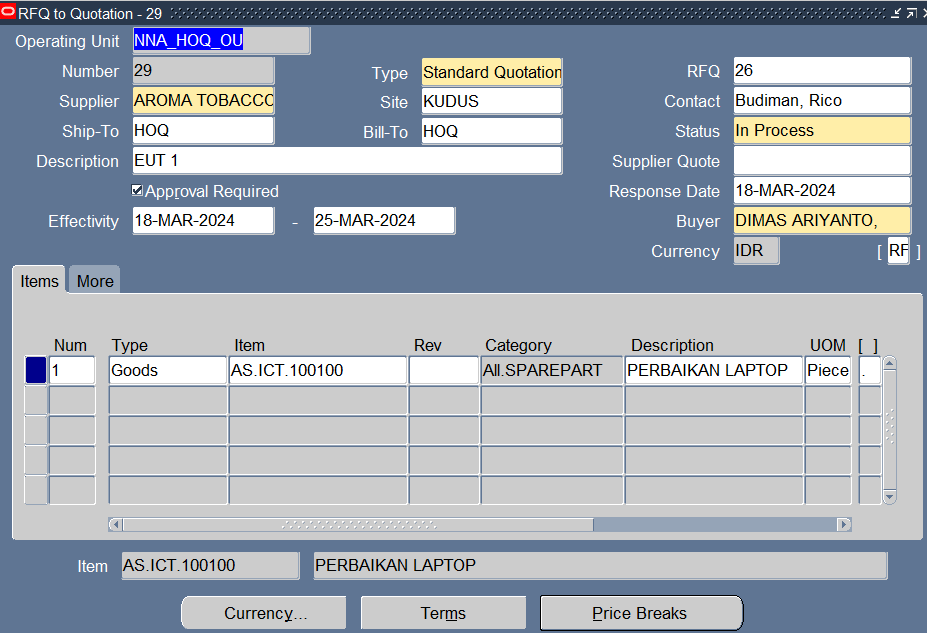 RFQ to Quotation - 29
Operating Unit NNA_HOQ_OU
Number 29 Type Standard Quotation RFQ 26
Supplier AROMA TOBACCO Site KUDUS Contact Budiman, Rico
Ship-To HOQ Bill-To HOQ Status In Process
Description EUT 1 Supplier Quote
Approval Required Response Date 18-MAR-2024
Effectivity 18-MAR-2024 - 25-MAR-2024 Buyer DIMAS ARIYANTO,
Currency IDR [ RF ]
Items More
Num Type Item Rev Category Description UOM [ ]
1 Goods AS.ICT.100100 All.SPAREPART PERBAIKAN LAPTOP Piece .
Item AS.ICT.100100 PERBAIKAN LAPTOP
Currency... Terms Price Breaks